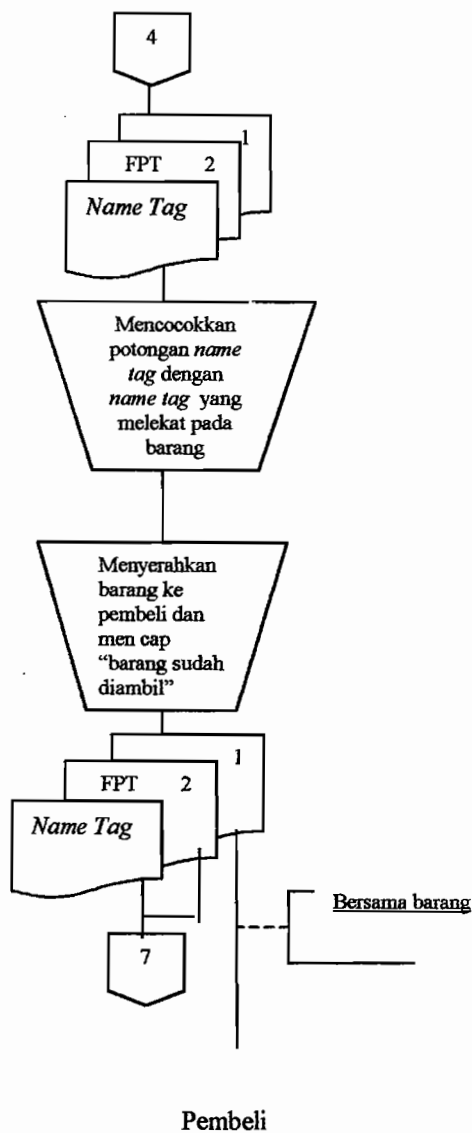 4
1
FPT 2
Name Tag
Mencocokkan
potongan name
tag dengan
name tag yang
melekat pada
barang
Menyerahkan
barang ke
pembeli dan
men cap
“barang sudah
diambil”
1
FPT 2
Name Tag
Bersama barang
7
Pembeli